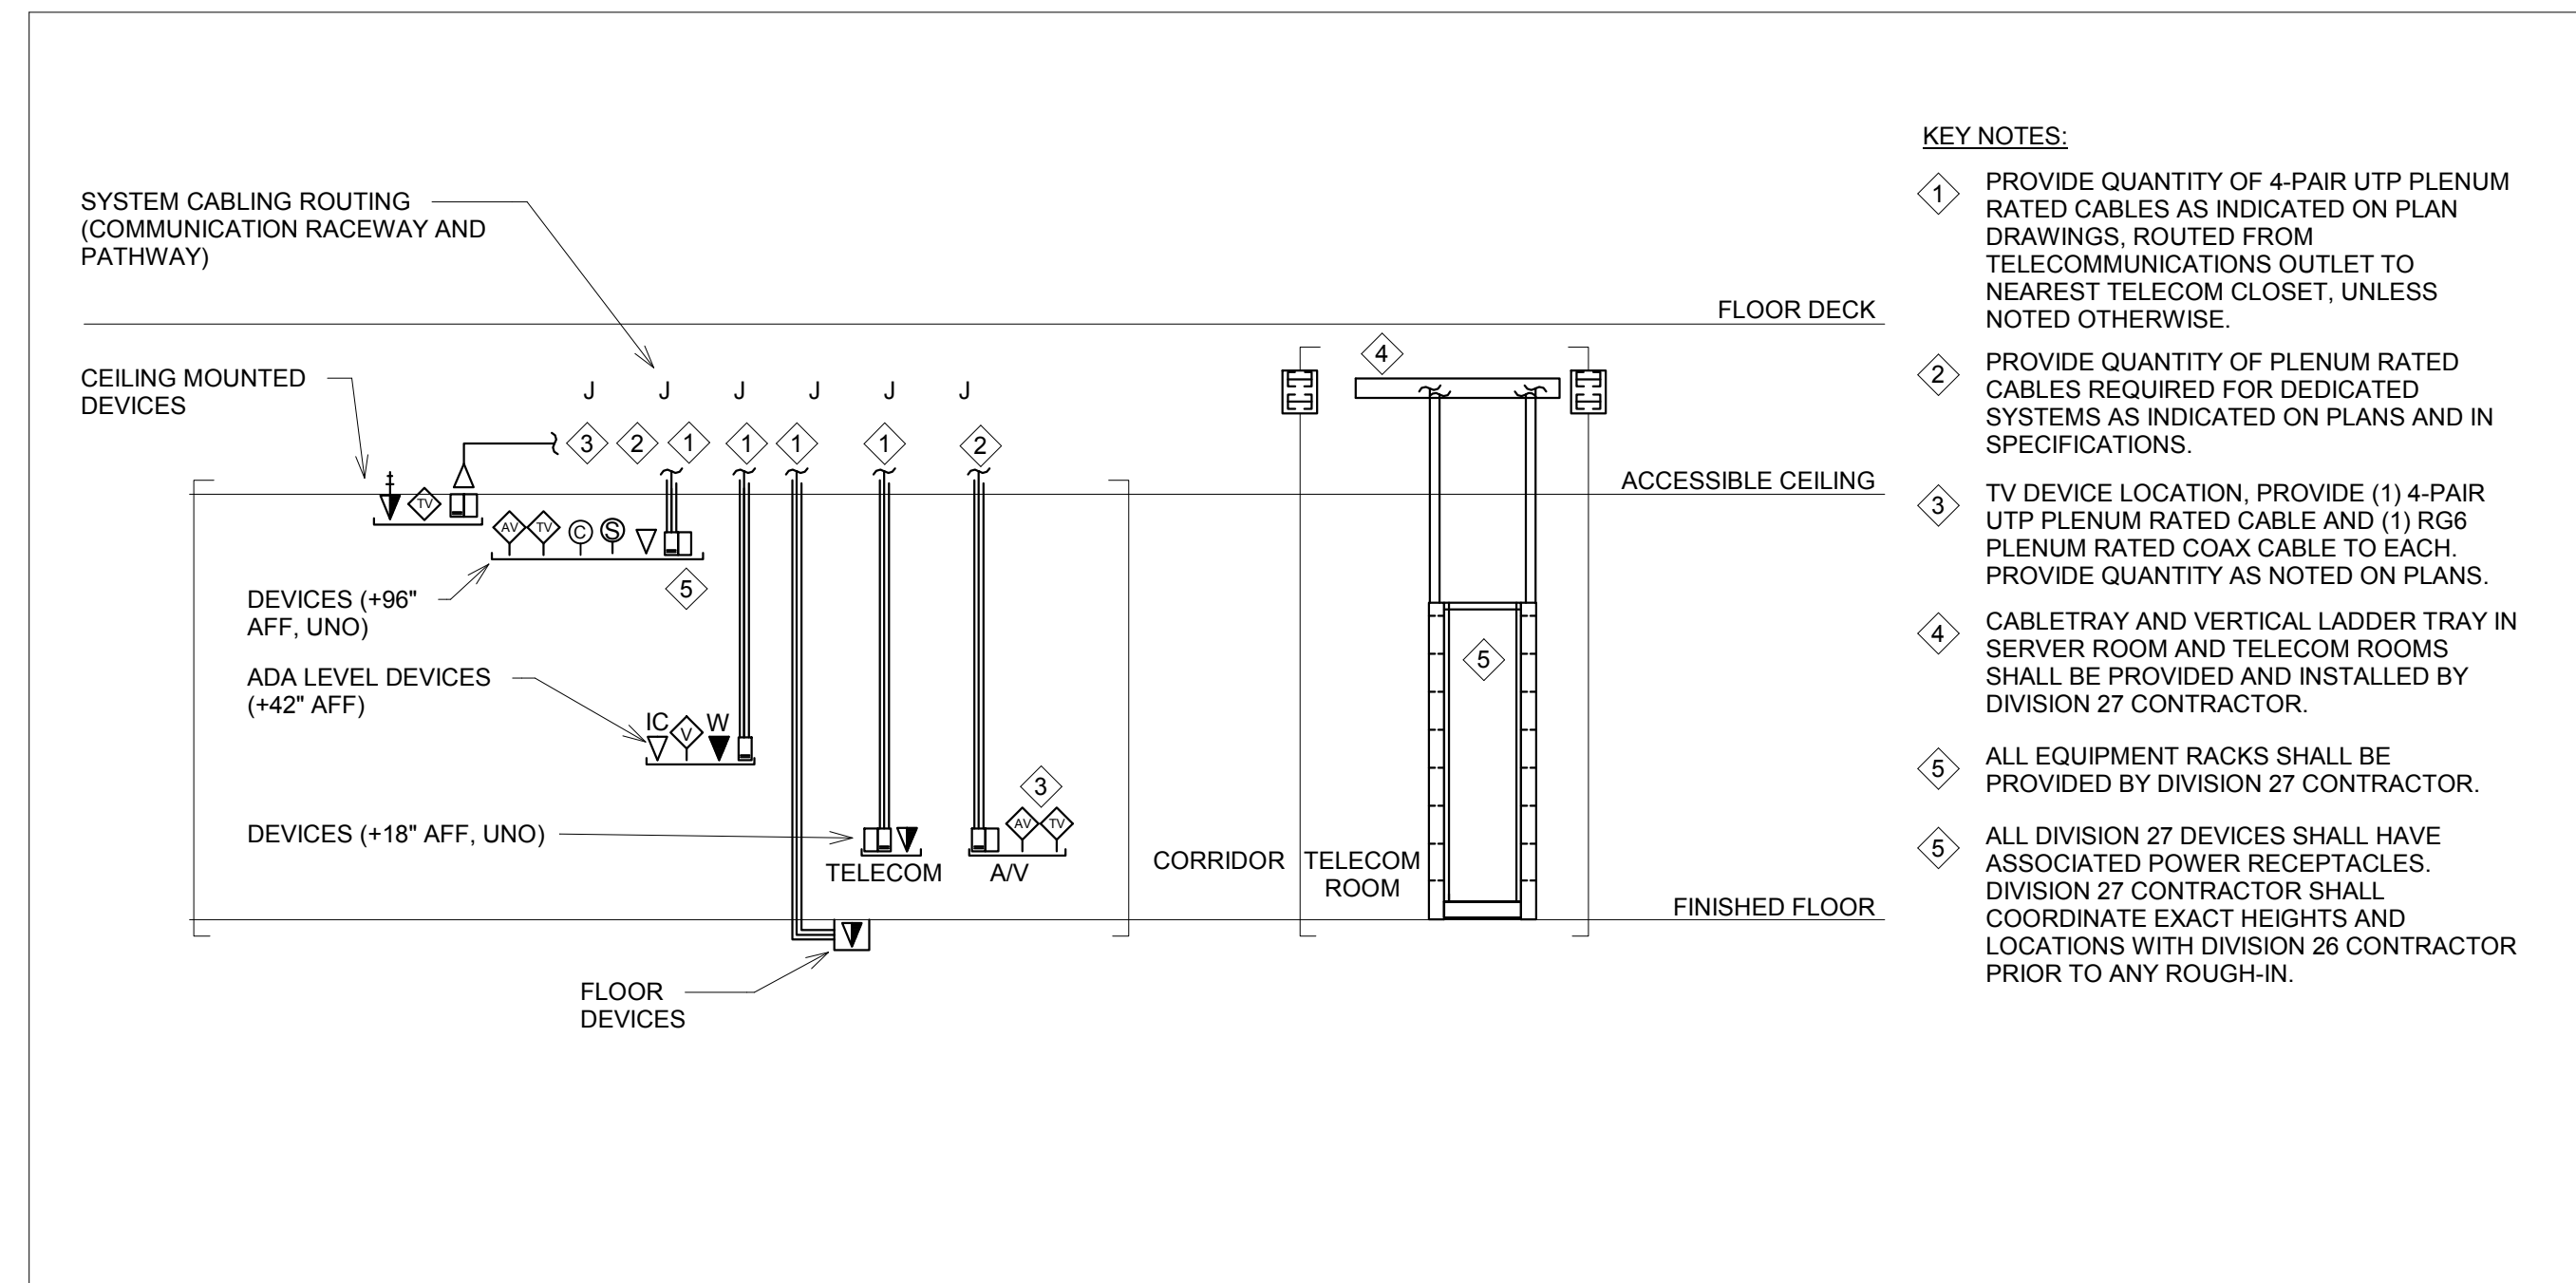 KEY NOTES:
SYSTEM CABLING ROUTING
(COMMUNICATION RACEWAY AND
PATHWAY)
FLOOR DECK
CEILING MOUNTED
DEVICES
J J J J J J
4
3 2 1 1 1 1 2
ACCESSIBLE CEILING
TV
AV TV C S
5
DEVICES (+96"
AFF, UNO)
ADA LEVEL DEVICES
(+42" AFF)
IC V W
5
3
DEVICES (+18" AFF, UNO)
AV TV
TELECOM A/V
CORRIDOR
TELECOM
ROOM
FINISHED FLOOR
FLOOR
DEVICES
1 PROVIDE QUANTITY OF 4-PAIR UTP PLENUM
RATED CABLES AS INDICATED ON PLAN
DRAWINGS, ROUTED FROM
TELECOMMUNICATIONS OUTLET TO
NEAREST TELECOM CLOSET, UNLESS
NOTED OTHERWISE.
2 PROVIDE QUANTITY OF PLENUM RATED
CABLES REQUIRED FOR DEDICATED
SYSTEMS AS INDICATED ON PLANS AND IN
SPECIFICATIONS.
3 TV DEVICE LOCATION, PROVIDE (1) 4-PAIR
UTP PLENUM RATED CABLE AND (1) RG6
PLENUM RATED COAX CABLE TO EACH.
PROVIDE QUANTITY AS NOTED ON PLANS.
4 CABLETRAY AND VERTICAL LADDER TRAY IN
SERVER ROOM AND TELECOM ROOMS
SHALL BE PROVIDED AND INSTALLED BY
DIVISION 27 CONTRACTOR.
5 ALL EQUIPMENT RACKS SHALL BE
PROVIDED BY DIVISION 27 CONTRACTOR.
5 ALL DIVISION 27 DEVICES SHALL HAVE
ASSOCIATED POWER RECEPTACLES.
DIVISION 27 CONTRACTOR SHALL
COORDINATE EXACT HEIGHTS AND
LOCATIONS WITH DIVISION 26 CONTRACTOR
PRIOR TO ANY ROUGH-IN.